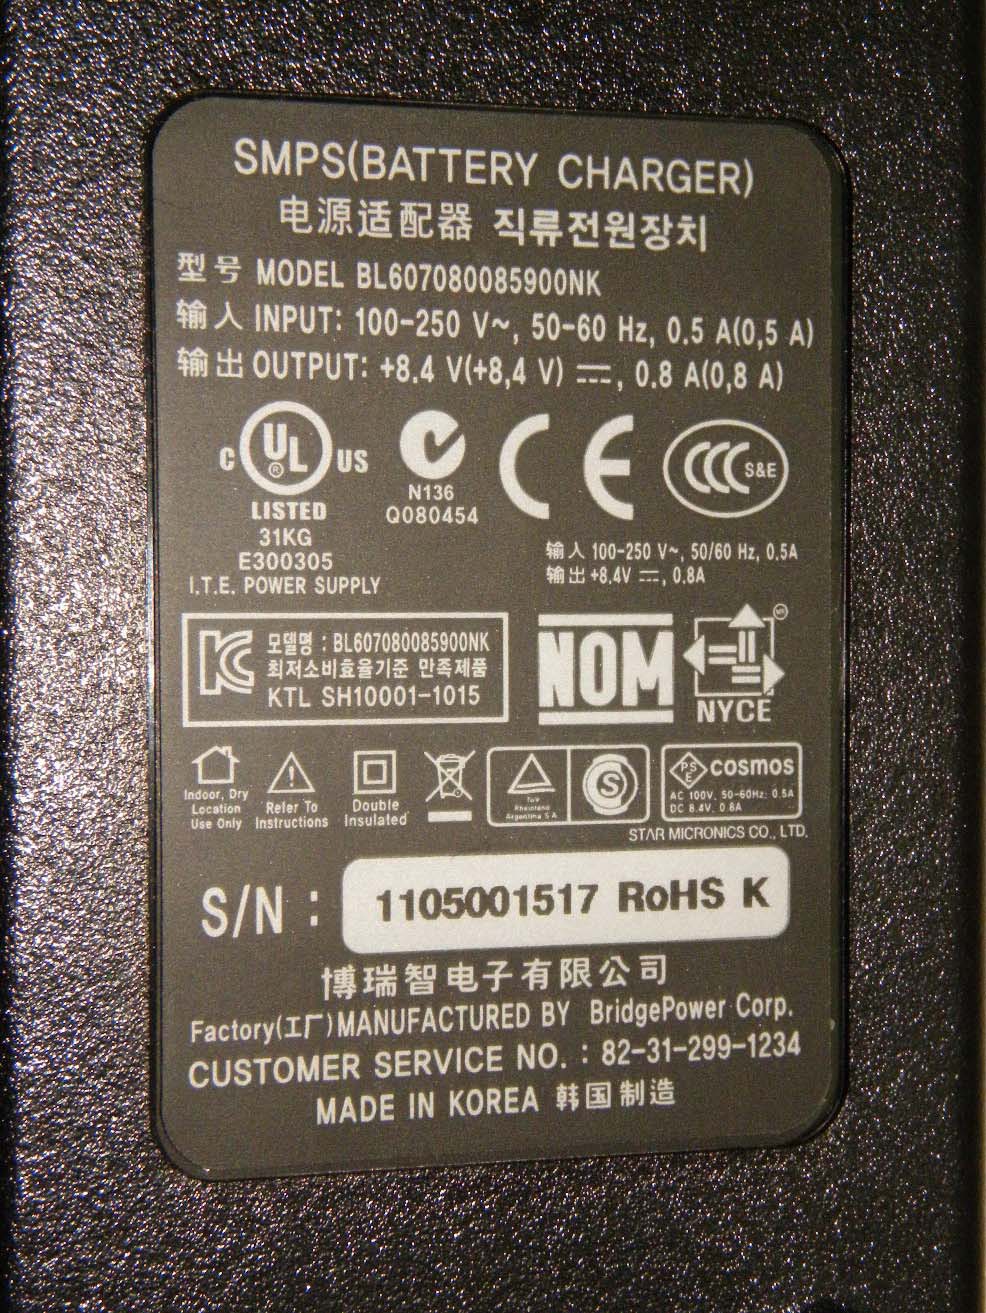 SMPS(BATTERY CHARGER)
电源适配器 직류전원장치
型号 MODEL BL607080085900NK
输入 INPUT: 100-250 V~, 50-60 Hz, 0.5 A(0,5 A)
输出 OUTPUT: +8.4 V(+8,4 V) ⎓, 0.8 A(0,8 A)
C UL ® US
LISTED
31KG
E300305
I.T.E. POWER SUPPLY
N136
Q080454
CE
CCC S&E
输入 100-250 V~, 50/60 Hz, 0.5A
输出 +8.4V ⎓, 0.8A
KC
모델명 : BL607080085900NK
최저소비효율기준 만족제품
KTL SH10001-1015
NOM
NYCE
Indoor, Dry
Location
Use Only
Refer To
Instructions
Double
Insulated
TüV
Rheinland
Argentina S.A
S
PS
E
cosmos
AC 100V, 50-60Hz: 0.5A
DC 8.4V, 0.8A
STAR MICRONICS CO., LTD.
S/N : 1105001517 RoHS K
博瑞智电子有限公司
Factory(工厂)MANUFACTURED BY BridgePower Corp.
CUSTOMER SERVICE NO. : 82-31-299-1234
MADE IN KOREA 韩国制造